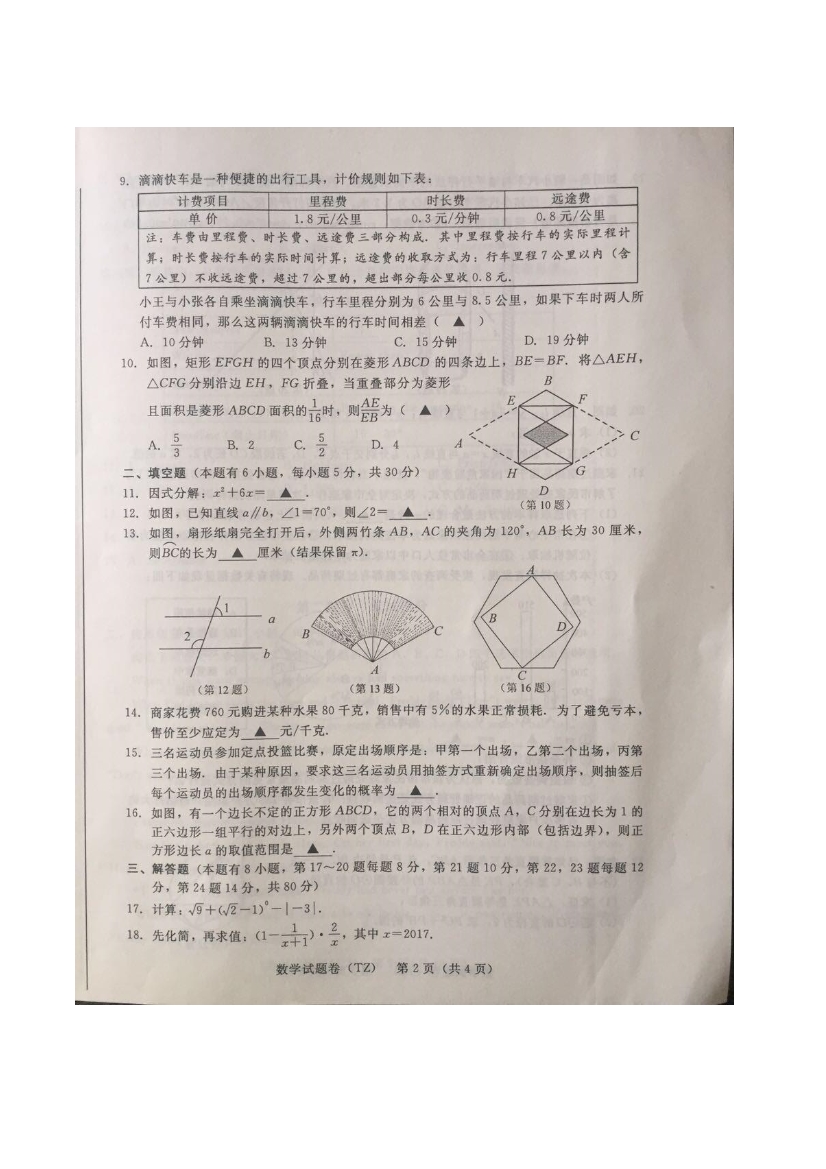 9. 滴滴快车是一种便捷的出行工具，计价规则如下表：
计费项目 里程费 时长费 远途费
单 价 1.8元/公里 0.3元/分钟 0.8元/公里
注：车费由里程费、时长费、远途费三部分构成．其中里程费按行车的实际里程计
算；时长费按行车的实际时间计算；远途费的收取方式为：行车里程7公里以内（含
7公里）不收远途费，超过7公里的，超出部分每公里收0.8元．
小王与小张各自乘坐滴滴快车，行车里程分别为6公里与8.5公里，如果下车时两人所
付车费相同，那么这两辆滴滴快车的行车时间相差（ ▲ ）
A. 10分钟 B. 13分钟 C. 15分钟 D. 19分钟
10. 如图，矩形EFGH的四个顶点分别在菱形ABCD的四条边上，BE=BF．将△AEH，
△CFG分别沿边EH，FG折叠，当重叠部分为菱形
且面积是菱形ABCD面积的1/16时，则AE/EB为（ ▲ ）
A. 5/3 B. 2 C. 5/2 D. 4
B
E F
A C
H G
D
（第10题）
二、填空题（本题有6小题，每小题5分，共30分）
11. 因式分解：x²+6x= ▲ ．
12. 如图，已知直线a∥b，∠1=70°，则∠2= ▲ ．
13. 如图，扇形纸扇完全打开后，外侧两竹条AB，AC的夹角为120°，AB长为30厘米，
则B͡C的长为 ▲ 厘米（结果保留π）．
1 a
2 b
（第12题）
B C
A
（第13题）
A
B D
C
（第16题）
14. 商家花费760元购进某种水果80千克，销售中有5%的水果正常损耗．为了避免亏本，
售价至少应定为 ▲ 元/千克．
15. 三名运动员参加定点投篮比赛，原定出场顺序是：甲第一个出场，乙第二个出场，丙第
三个出场．由于某种原因，要求这三名运动员用抽签方式重新确定出场顺序，则抽签后
每个运动员的出场顺序都发生变化的概率为 ▲ ．
16. 如图，有一个边长不定的正方形ABCD，它的两个相对的顶点A，C分别在边长为1的
正六边形一组平行的对边上，另外两个顶点B，D在正六边形内部（包括边界），则正
方形边长a的取值范围是 ▲ ．
三、解答题（本题有8小题，第17～20题每题8分，第21题10分，第22，23题每题12
分，第24题14分，共80分）
17. 计算：√9+(√2−1)⁰−|−3|．
18. 先化简，再求值：(1−1/(x+1))·2/x，其中x=2017．
数学试题卷（TZ） 第2页（共4页）